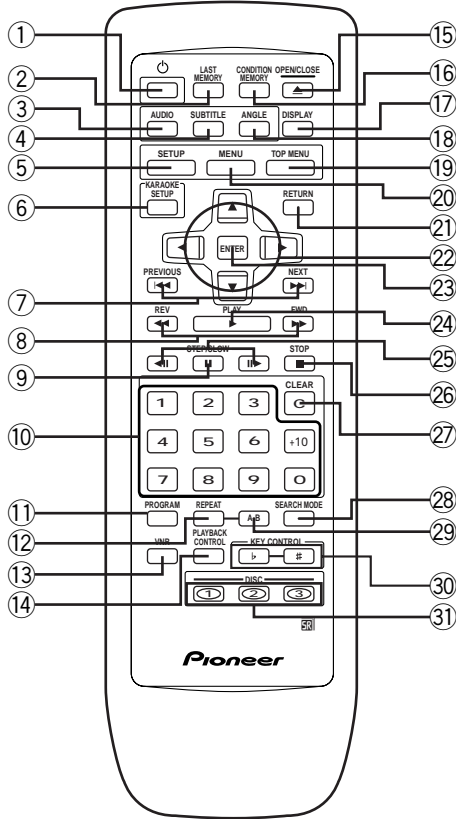 ① ⑮
LAST MEMORY CONDITION MEMORY OPEN/CLOSE
② ⑯
AUDIO SUBTITLE ANGLE DISPLAY ⑰
③
④ ⑱
SETUP MENU TOP MENU
⑤ ⑲
KARAOKE SETUP RETURN ⑳
⑥ ㉑
ENTER ㉒
PREVIOUS NEXT ㉓
⑦
REV PLAY FWD ㉔
⑧
STEP/SLOW STOP ㉕
⑨ ㉖
CLEAR
1 2 3 C ㉗
⑩
4 5 6 +10
7 8 9 0
PROGRAM REPEAT A-B SEARCH MODE ㉘
⑪
⑫ ㉙
VNR PLAYBACK CONTROL KEY CONTROL
⑬ ♭ ♯ ㉚
⑭
DISC
1 2 3 ㉛
SR
Pioneer